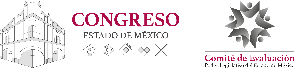 CONGRESO
ESTADO DE MÉXICO
Comité de Evaluación